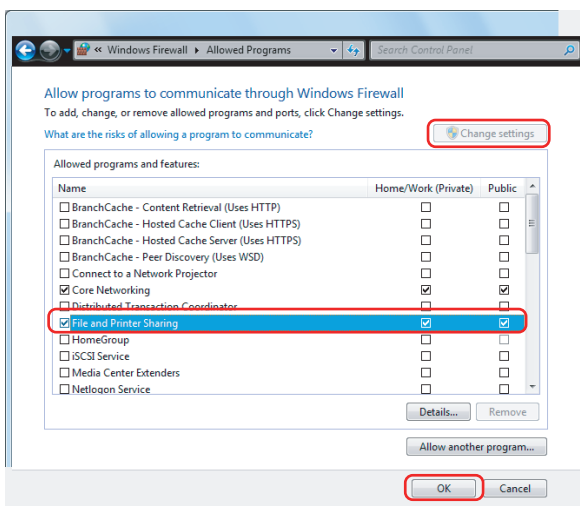 « Windows Firewall Allowed Programs Search Control Panel
Allow programs to communicate through Windows Firewall
To add, change, or remove allowed programs and ports, click Change settings.
What are the risks of allowing a program to communicate? Change settings
Allowed programs and features:
Name Home/Work (Private) Public
BranchCache - Content Retrieval (Uses HTTP)
BranchCache - Hosted Cache Client (Uses HTTPS)
BranchCache - Hosted Cache Server (Uses HTTPS)
BranchCache - Peer Discovery (Uses WSD)
Connect to a Network Projector
Core Networking
Distributed Transaction Coordinator
File and Printer Sharing
HomeGroup
iSCSI Service
Media Center Extenders
Netlogon Service
Details... Remove
Allow another program...
OK Cancel